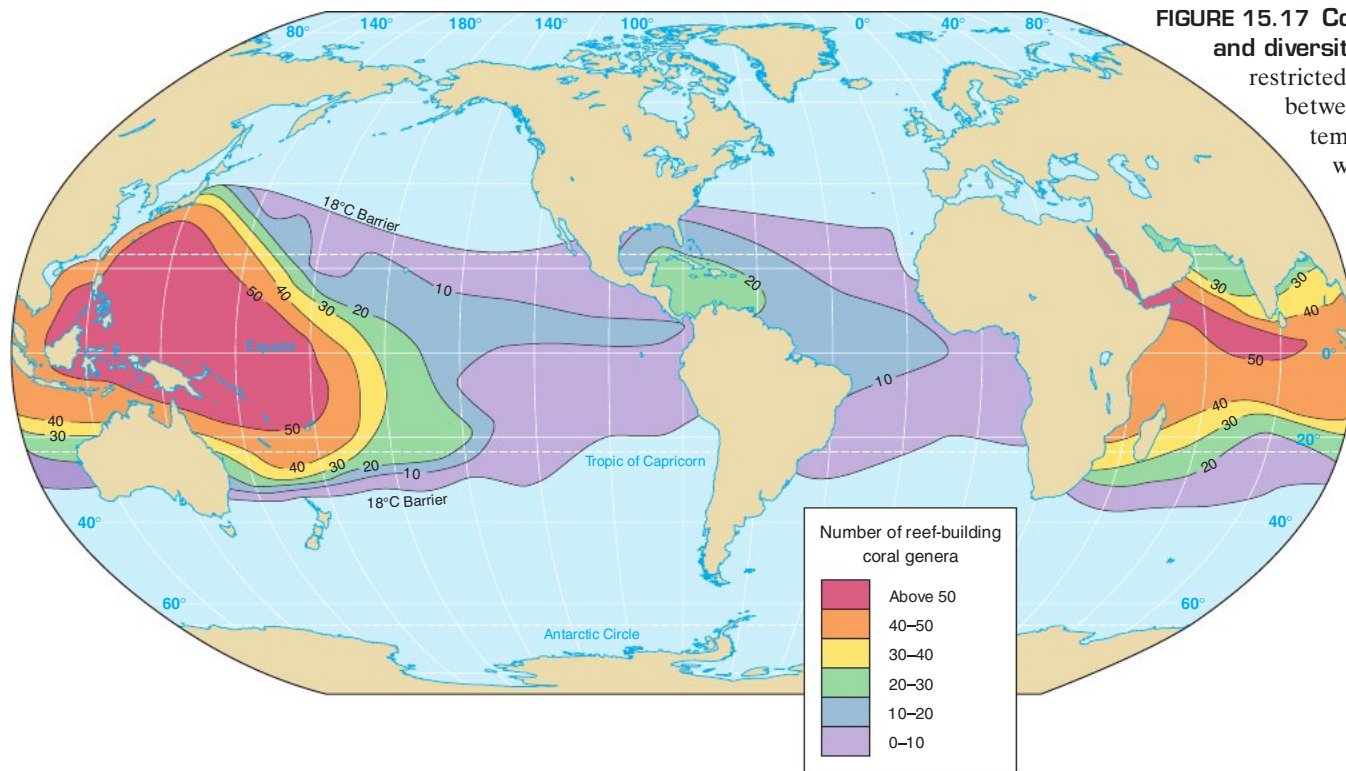 FIGURE 15.17 Co
and diversit
restricted
betwee
tem
w
80° 140° 180° 140° 100° 0° 40° 80°
18°C Barrier
50 40 30 20 10
20
10
30 30 40
50
Equator
0°
50 40 30 20 10
40
30
40
30
20
20°
Tropic of Capricorn
18°C Barrier
40° 40°
60° 60°
Antarctic Circle
Number of reef-building
coral genera
Above 50
40–50
30–40
20–30
10–20
0–10